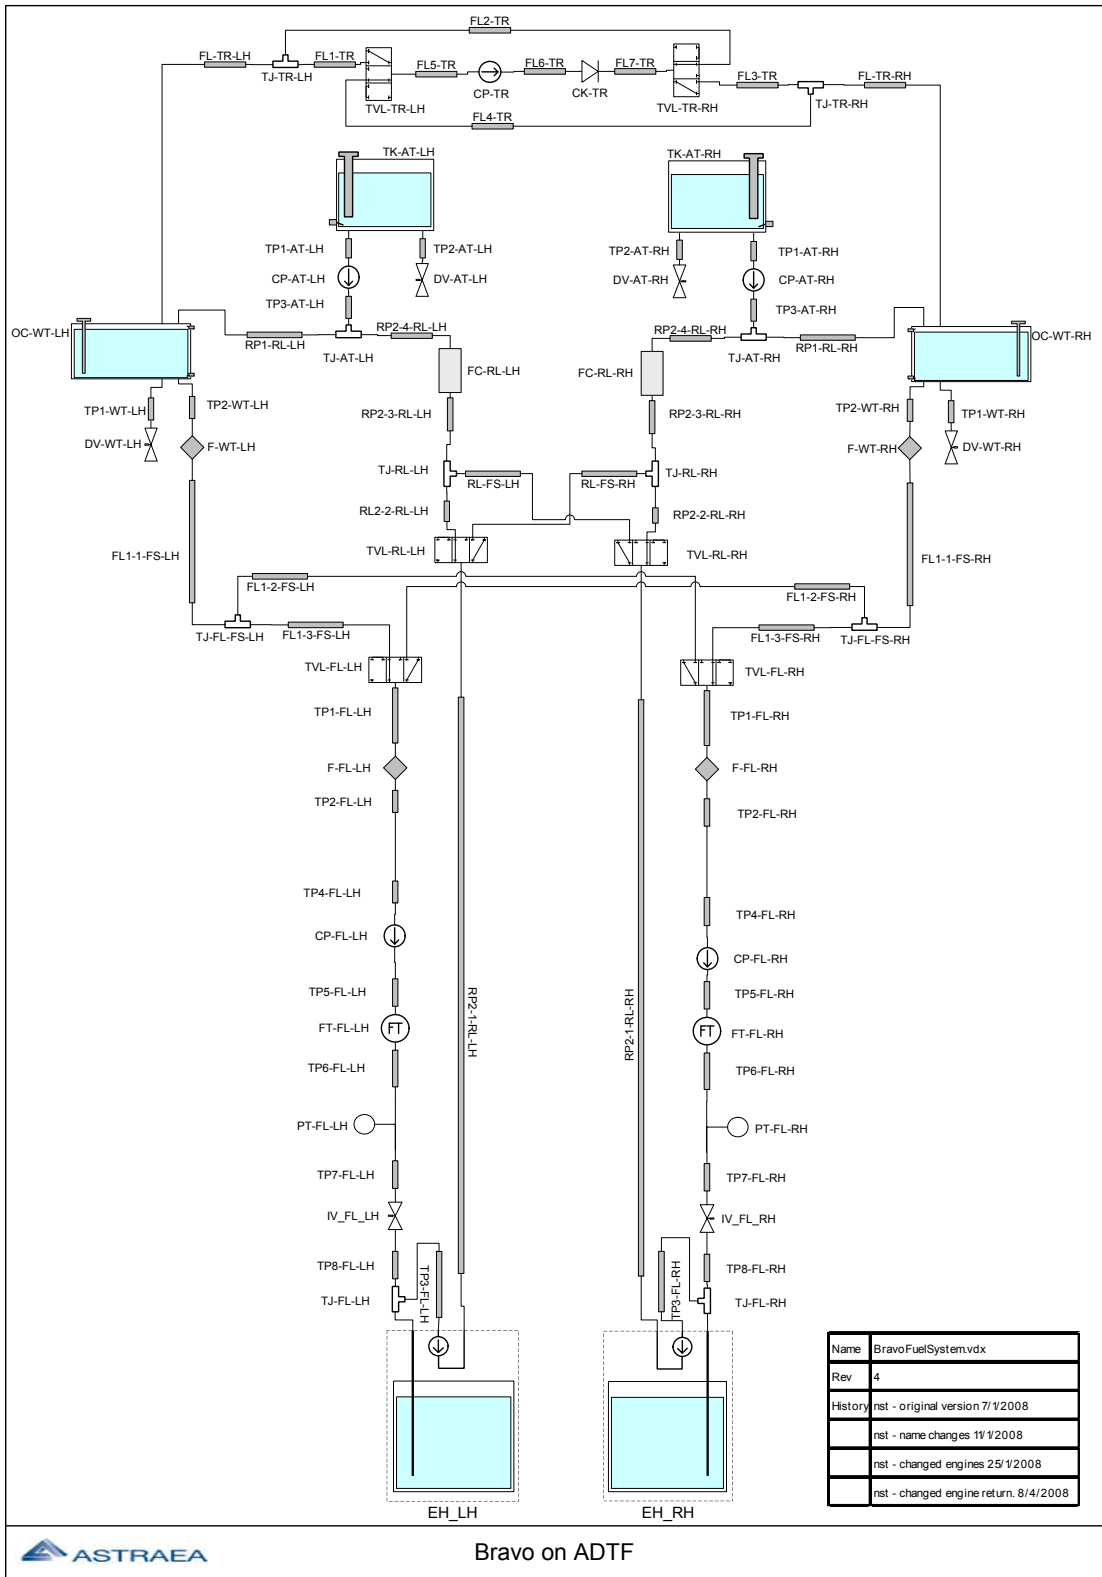 FL2-TR
FL-TR-LH
FL1-TR
FL5-TR
FL6-TR
FL7-TR
FL3-TR
FL-TR-RH
TJ-TR-LH
CP-TR
CK-TR
TVL-TR-LH
TVL-TR-RH
TJ-TR-RH
FL4-TR
TK-AT-LH
TK-AT-RH
TP1-AT-LH
TP2-AT-LH
TP2-AT-RH
TP1-AT-RH
CP-AT-LH
DV-AT-LH
DV-AT-RH
CP-AT-RH
TP3-AT-LH
TP3-AT-RH
OC-WT-LH
RP2-4-RL-LH
RP2-4-RL-RH
OC-WT-RH
RP1-RL-LH
TJ-AT-LH
TJ-AT-RH
RP1-RL-RH
FC-RL-LH
FC-RL-RH
TP1-WT-LH
TP2-WT-LH
RP2-3-RL-LH
RP2-3-RL-RH
TP2-WT-RH
TP1-WT-RH
DV-WT-LH
F-WT-LH
F-WT-RH
DV-WT-RH
TJ-RL-LH
RL-FS-LH
RL-FS-RH
TJ-RL-RH
RL2-2-RL-LH
RP2-2-RL-RH
TVL-RL-LH
TVL-RL-RH
FL1-1-FS-LH
FL1-1-FS-RH
FL1-2-FS-LH
FL1-2-FS-RH
TJ-FL-FS-LH
FL1-3-FS-LH
FL1-3-FS-RH
TJ-FL-FS-RH
TVL-FL-LH
TVL-FL-RH
TP1-FL-LH
TP1-FL-RH
F-FL-LH
F-FL-RH
TP2-FL-LH
TP2-FL-RH
TP4-FL-LH
TP4-FL-RH
CP-FL-LH
CP-FL-RH
TP5-FL-LH
TP5-FL-RH
RP2-1-RL-LH
RP2-1-RL-RH
FT-FL-LH
FT
FT
FT-FL-RH
TP6-FL-LH
TP6-FL-RH
PT-FL-LH
PT-FL-RH
TP7-FL-LH
TP7-FL-RH
IV_FL_LH
IV_FL_RH
TP8-FL-LH
TP3-FL-LH
TP3-FL-RH
TP8-FL-RH
TJ-FL-LH
TJ-FL-RH
EH_LH
EH_RH
Name BravoFuelSystem.vdx
Rev 4
History nst - original version 7/1/2008
nst - name changes 11/1/2008
nst - changed engines 25/1/2008
nst - changed engine return. 8/4/2008
ASTRAEA
Bravo on ADTF